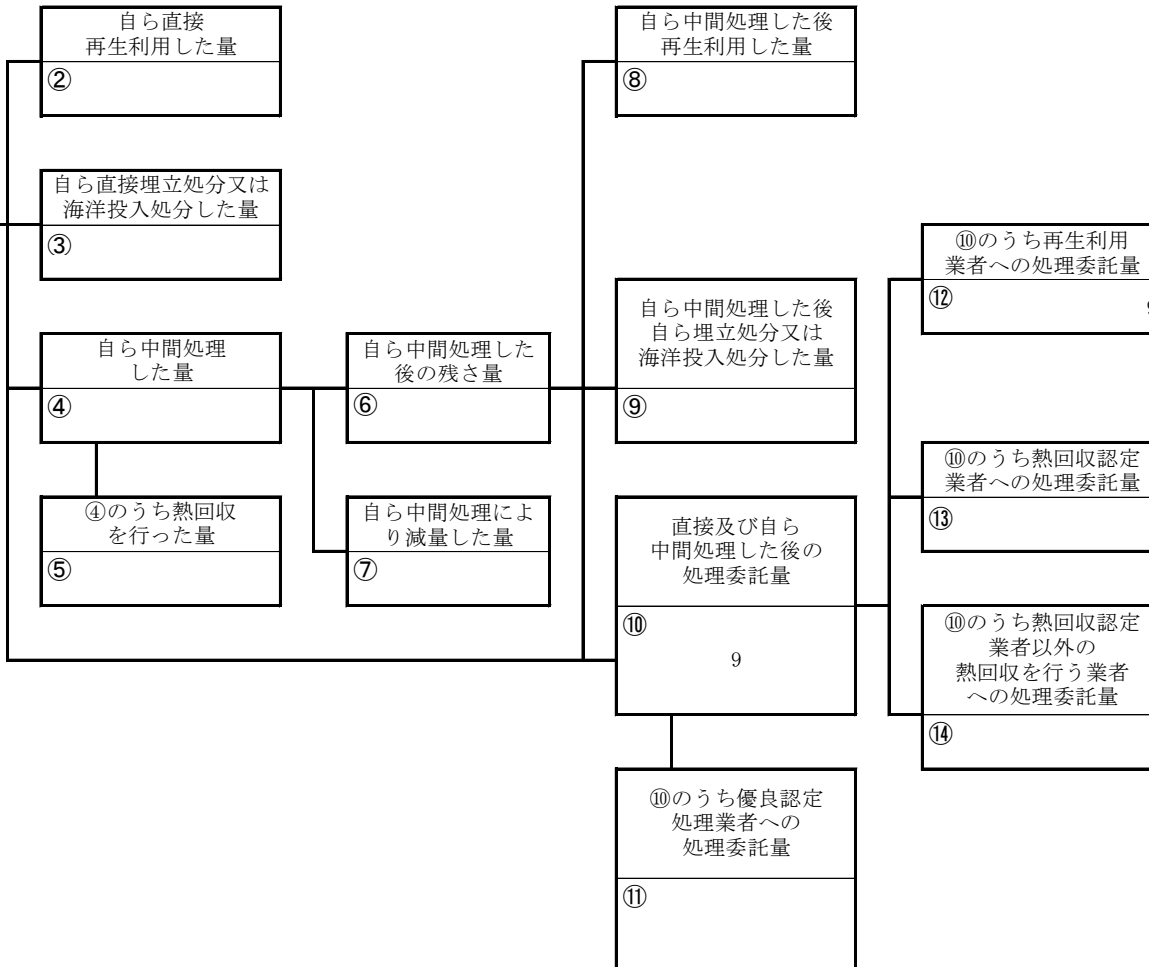 自ら直接
再生利用した量
②
自ら中間処理した後
再生利用した量
⑧
自ら直接埋立処分又は
海洋投入処分した量
③
⑩のうち再生利用
業者への処理委託量
⑫
自ら中間処理した後
自ら埋立処分又は
海洋投入処分した量
⑨
自ら中間処理
した量
④
自ら中間処理した
後の残さ量
⑥
⑩のうち熱回収認定
業者への処理委託量
⑬
④のうち熱回収
を行った量
⑤
自ら中間処理によ
り減量した量
⑦
直接及び自ら
中間処理した後の
処理委託量
⑩
9
⑩のうち熱回収認定
業者以外の
熱回収を行う業者
への処理委託量
⑭
⑩のうち優良認定
処理業者への
処理委託量
⑪